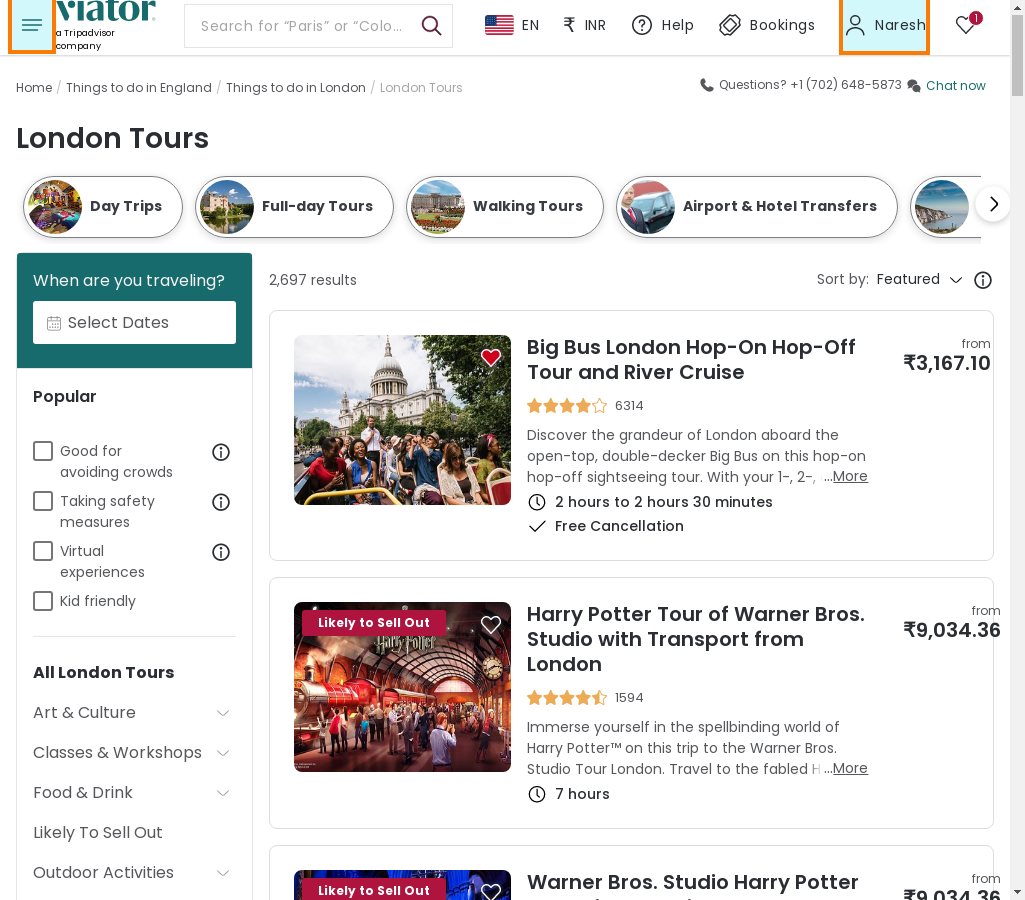 viator
a Tripadvisor
company
Search for “Paris” or “Colo...
EN
₹ INR
Help
Bookings
Naresh
1
Home / Things to do in England / Things to do in London / London Tours
Questions? +1 (702) 648-5873
Chat now
London Tours
Day Trips
Full-day Tours
Walking Tours
Airport & Hotel Transfers
When are you traveling?
Select Dates
2,697 results
Sort by: Featured
Popular
Good for
avoiding crowds
Taking safety
measures
Virtual
experiences
Kid friendly
All London Tours
Art & Culture
Classes & Workshops
Food & Drink
Likely To Sell Out
Outdoor Activities
Big Bus London Hop-On Hop-Off
Tour and River Cruise
6314
Discover the grandeur of London aboard the
open-top, double-decker Big Bus on this hop-on
hop-off sightseeing tour. With your 1-, 2-, ...More
2 hours to 2 hours 30 minutes
Free Cancellation
from
₹3,167.10
Likely to Sell Out
Harry Potter
Harry Potter Tour of Warner Bros.
Studio with Transport from
London
1594
Immerse yourself in the spellbinding world of
Harry Potter™ on this trip to the Warner Bros.
Studio Tour London. Travel to the fabled H ...More
7 hours
from
₹9,034.36
Likely to Sell Out
Warner Bros. Studio Harry Potter
from
₹9,034.36